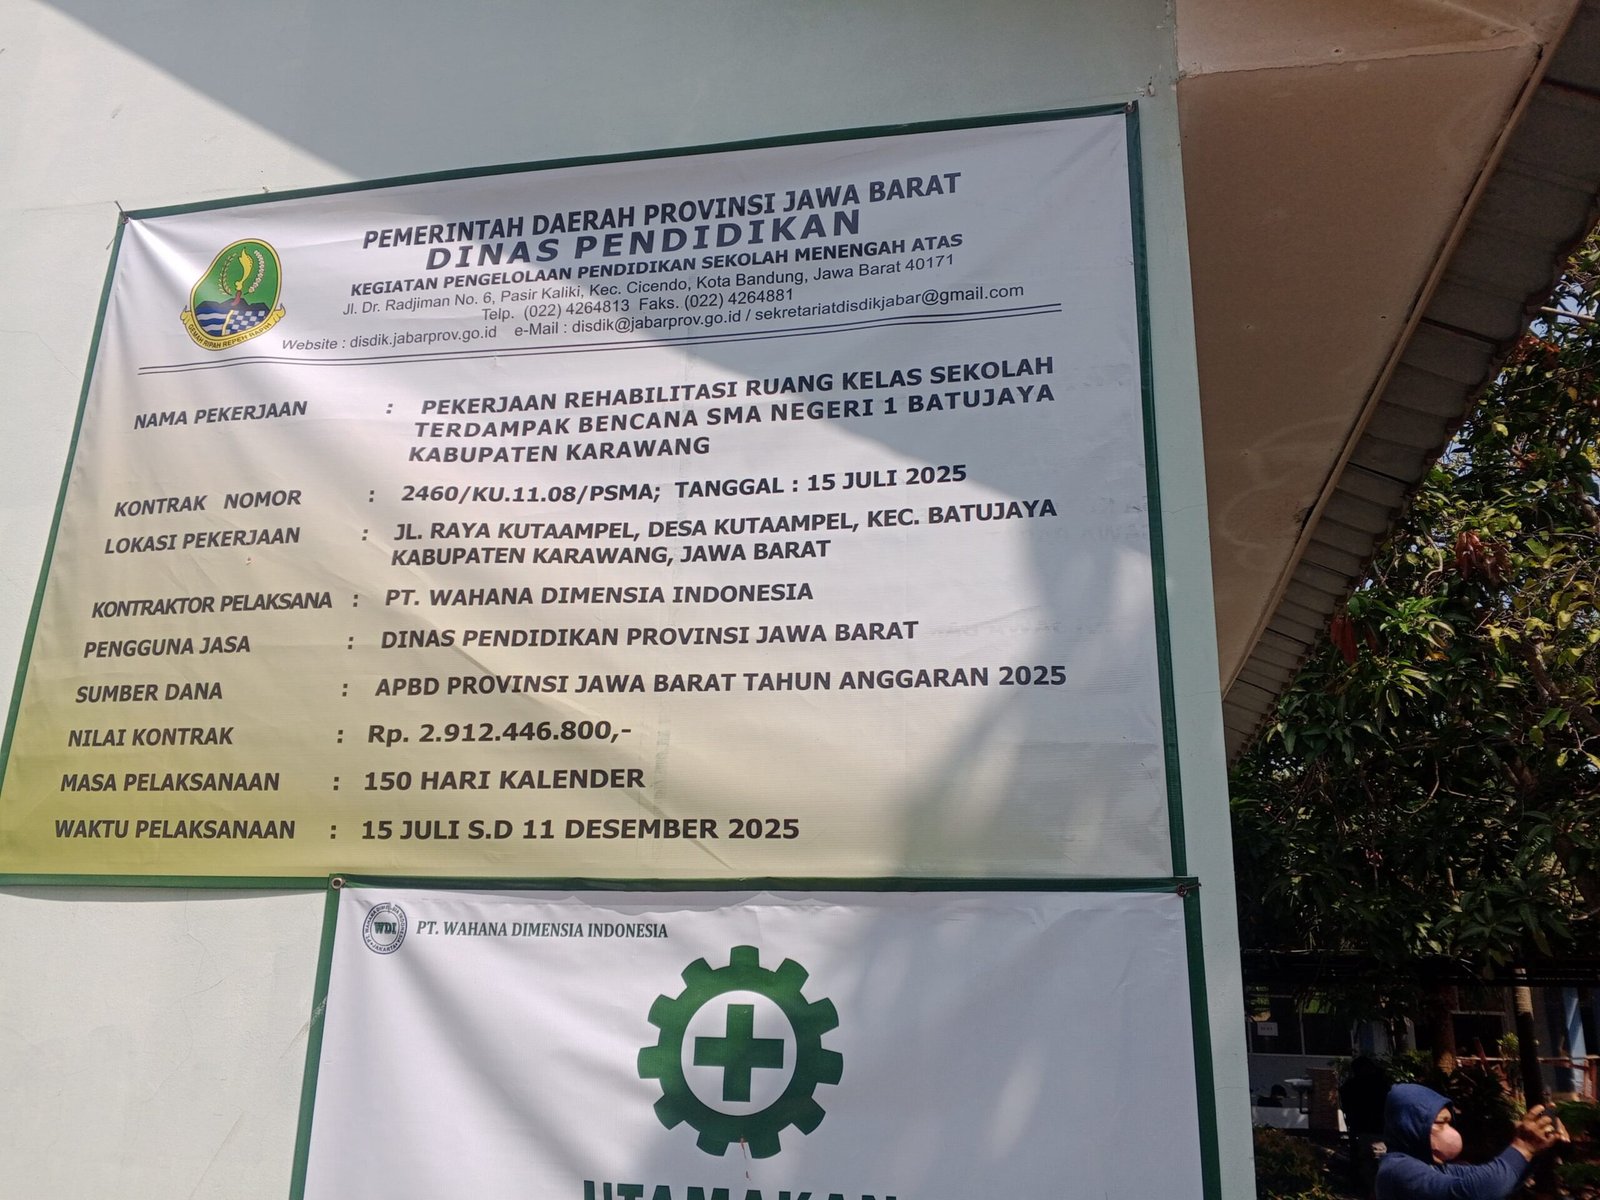 PEMERINTAH DAERAH PROVINSI JAWA BARAT
DINAS PENDIDIKAN
KEGIATAN PENGELOLAAN PENDIDIKAN SEKOLAH MENENGAH ATAS
Jl. Dr. Radjiman No. 6, Pasir Kaliki, Kec. Cicendo, Kota Bandung, Jawa Barat 40171
Telp. (022) 4264813 Faks. (022) 4264881
Website : disdik.jabarprov.go.id e-Mail : disdik@jabarprov.go.id / sekretariatdisdikjabar@gmail.com
GEMAH RIPAH REPEH RAPIH
NAMA PEKERJAAN : PEKERJAAN REHABILITASI RUANG KELAS SEKOLAH
TERDAMPAK BENCANA SMA NEGERI 1 BATUJAYA
KABUPATEN KARAWANG
KONTRAK NOMOR : 2460/KU.11.08/PSMA; TANGGAL : 15 JULI 2025
LOKASI PEKERJAAN : JL. RAYA KUTAAMPEL, DESA KUTAAMPEL, KEC. BATUJAYA
KABUPATEN KARAWANG, JAWA BARAT
KONTRAKTOR PELAKSANA : PT. WAHANA DIMENSIA INDONESIA
PENGGUNA JASA : DINAS PENDIDIKAN PROVINSI JAWA BARAT
SUMBER DANA : APBD PROVINSI JAWA BARAT TAHUN ANGGARAN 2025
NILAI KONTRAK : Rp. 2.912.446.800,-
MASA PELAKSANAAN : 150 HARI KALENDER
WAKTU PELAKSANAAN : 15 JULI S.D 11 DESEMBER 2025
WDI
PT. WAHANA DIMENSIA INDONESIA
UTAMAKAN